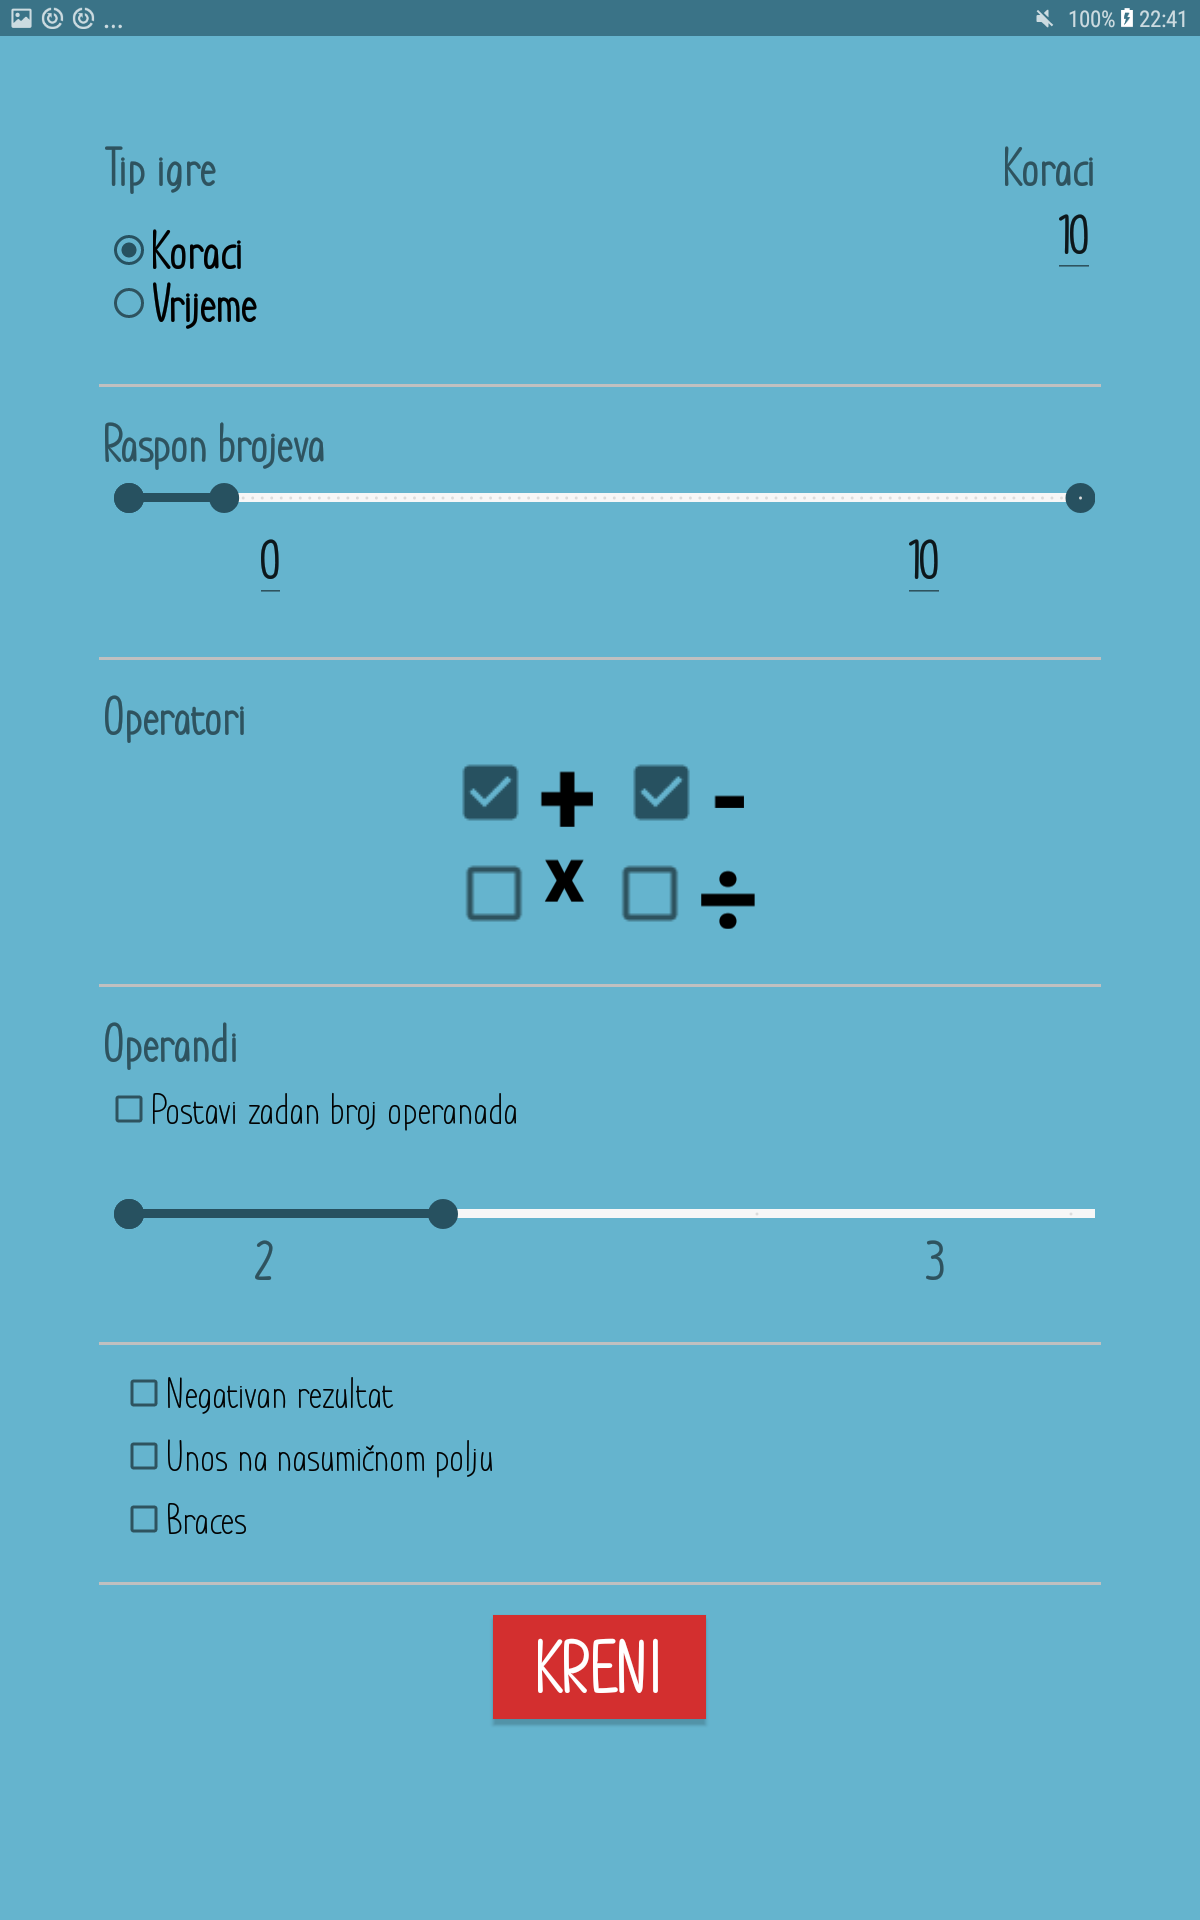 ... 100% 22:41
Tip igre Koraci
10
Koraci
Vrijeme
Raspon brojeva
0 10
Operatori
+ -
x ÷
Operandi
Postavi zadan broj operanada
2 3
Negativan rezultat
Unos na nasumičnom polju
Braces
KRENI